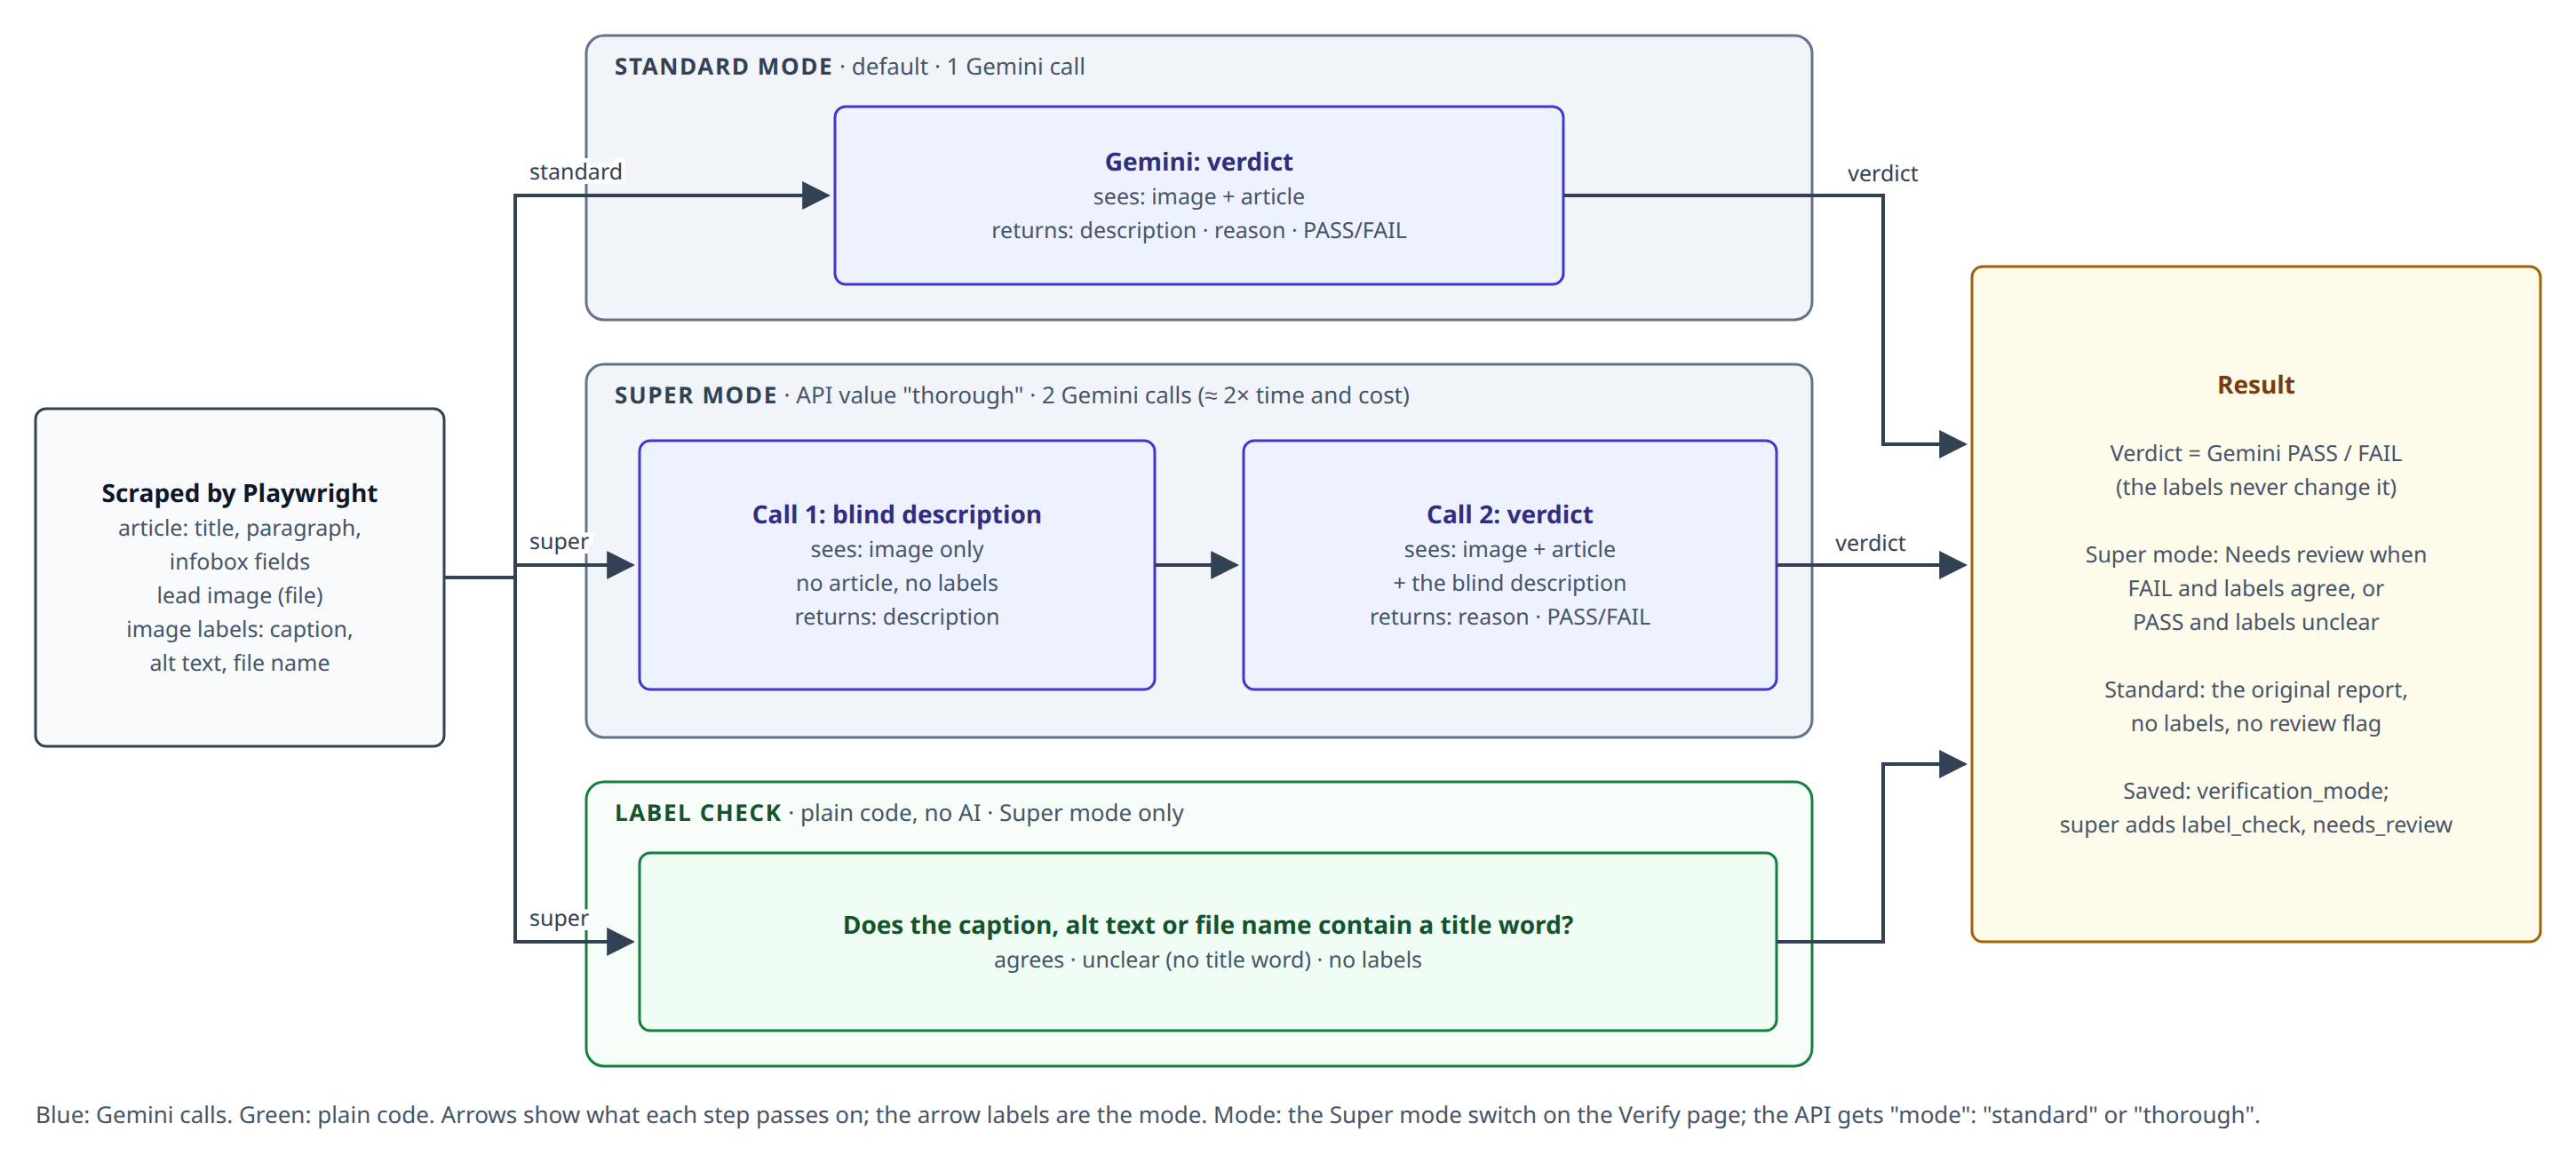 STANDARD MODE · default · 1 Gemini call
Gemini: verdict
sees: image + article
returns: description · reason · PASS/FAIL
standard
verdict
SUPER MODE · API value "thorough" · 2 Gemini calls (≈ 2× time and cost)
Scraped by Playwright
article: title, paragraph,
infobox fields
lead image (file)
image labels: caption,
alt text, file name
super
Call 1: blind description
sees: image only
no article, no labels
returns: description
Call 2: verdict
sees: image + article
+ the blind description
returns: reason · PASS/FAIL
verdict
LABEL CHECK · plain code, no AI · Super mode only
super
Does the caption, alt text or file name contain a title word?
agrees · unclear (no title word) · no labels
Result
Verdict = Gemini PASS / FAIL
(the labels never change it)
Super mode: Needs review when
FAIL and labels agree, or
PASS and labels unclear
Standard: the original report,
no labels, no review flag
Saved: verification_mode;
super adds label_check, needs_review
Blue: Gemini calls. Green: plain code. Arrows show what each step passes on; the arrow labels are the mode. Mode: the Super mode switch on the Verify page; the API gets "mode": "standard" or "thorough".